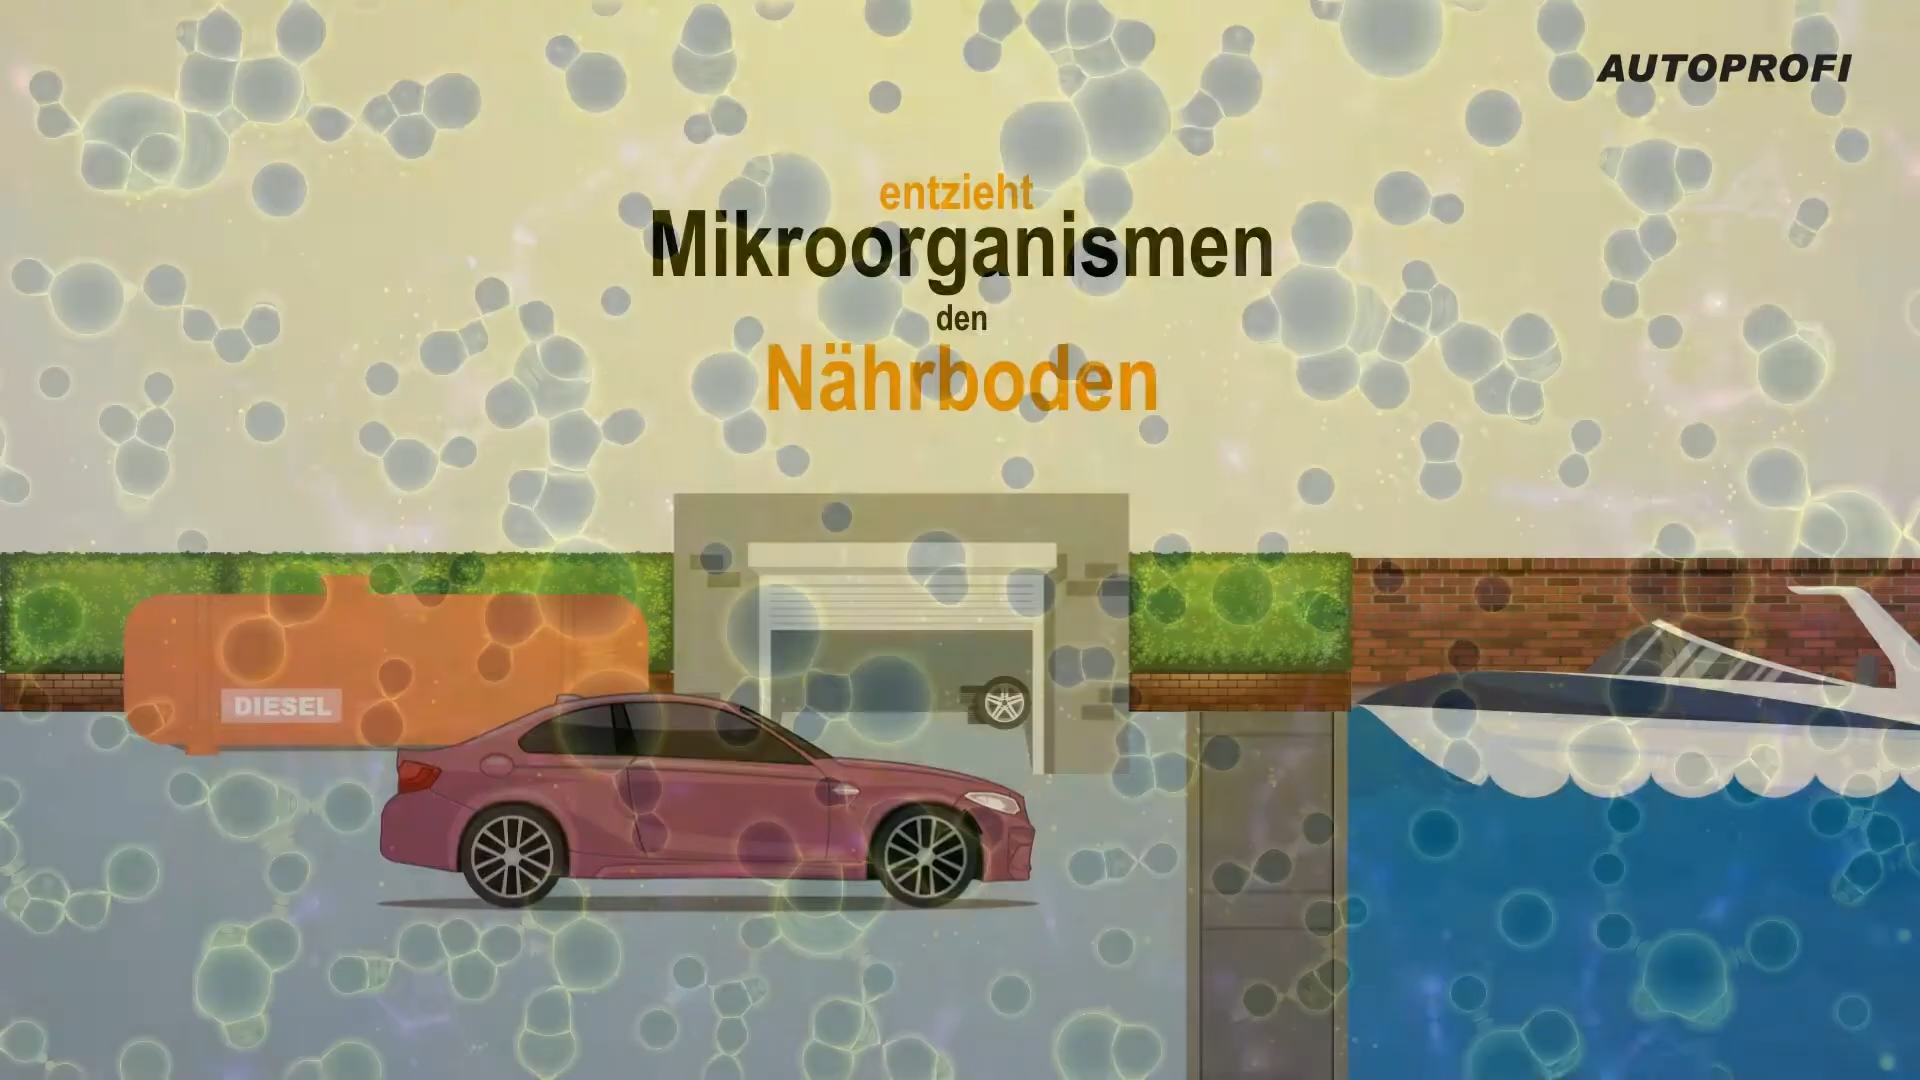 AUTOPROFI
entzieht
Mikroorganismen
den
Nährboden
DIESEL